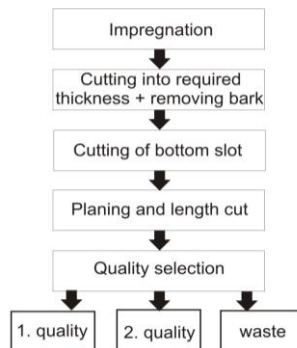 Impregnation
Cutting into required
thickness + removing bark
Cutting of bottom slot
Planing and length cut
Quality selection
1. quality
2. quality
waste